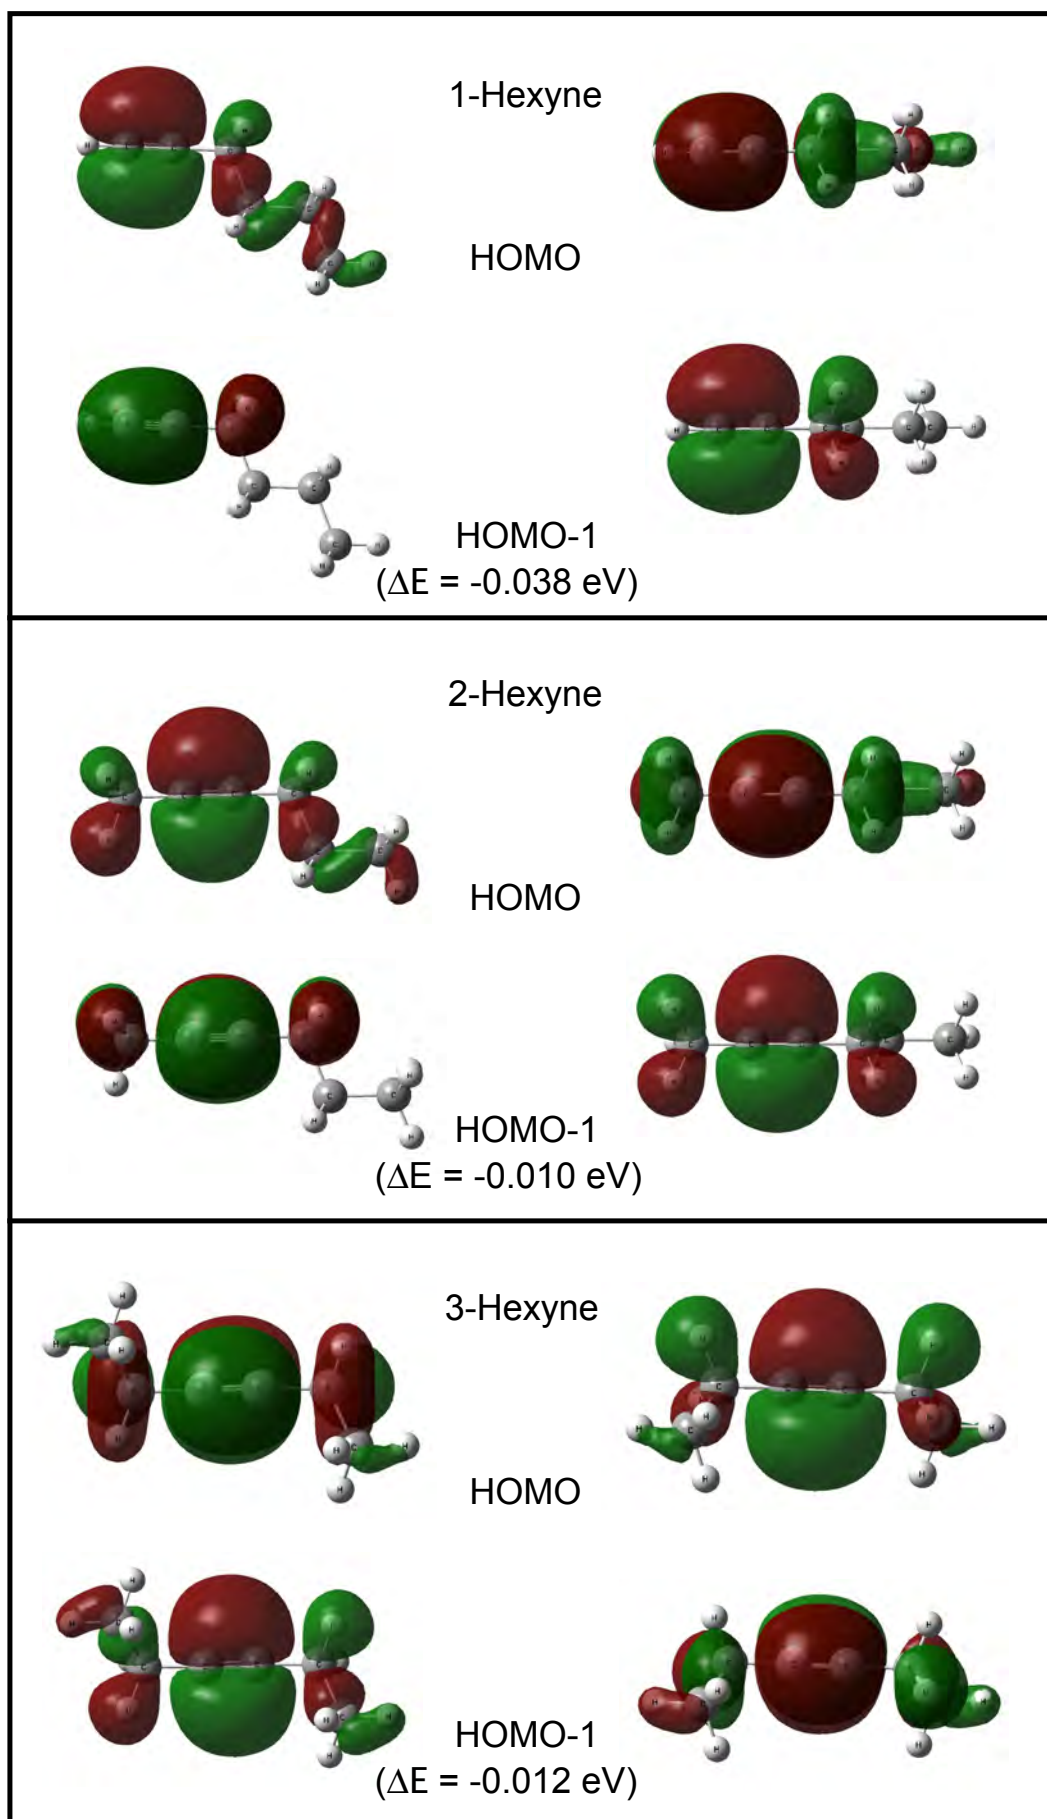 1-Hexyne
HOMO
HOMO-1
(ΔE = -0.038 eV)
2-Hexyne
HOMO
HOMO-1
(ΔE = -0.010 eV)
3-Hexyne
HOMO
HOMO-1
(ΔE = -0.012 eV)